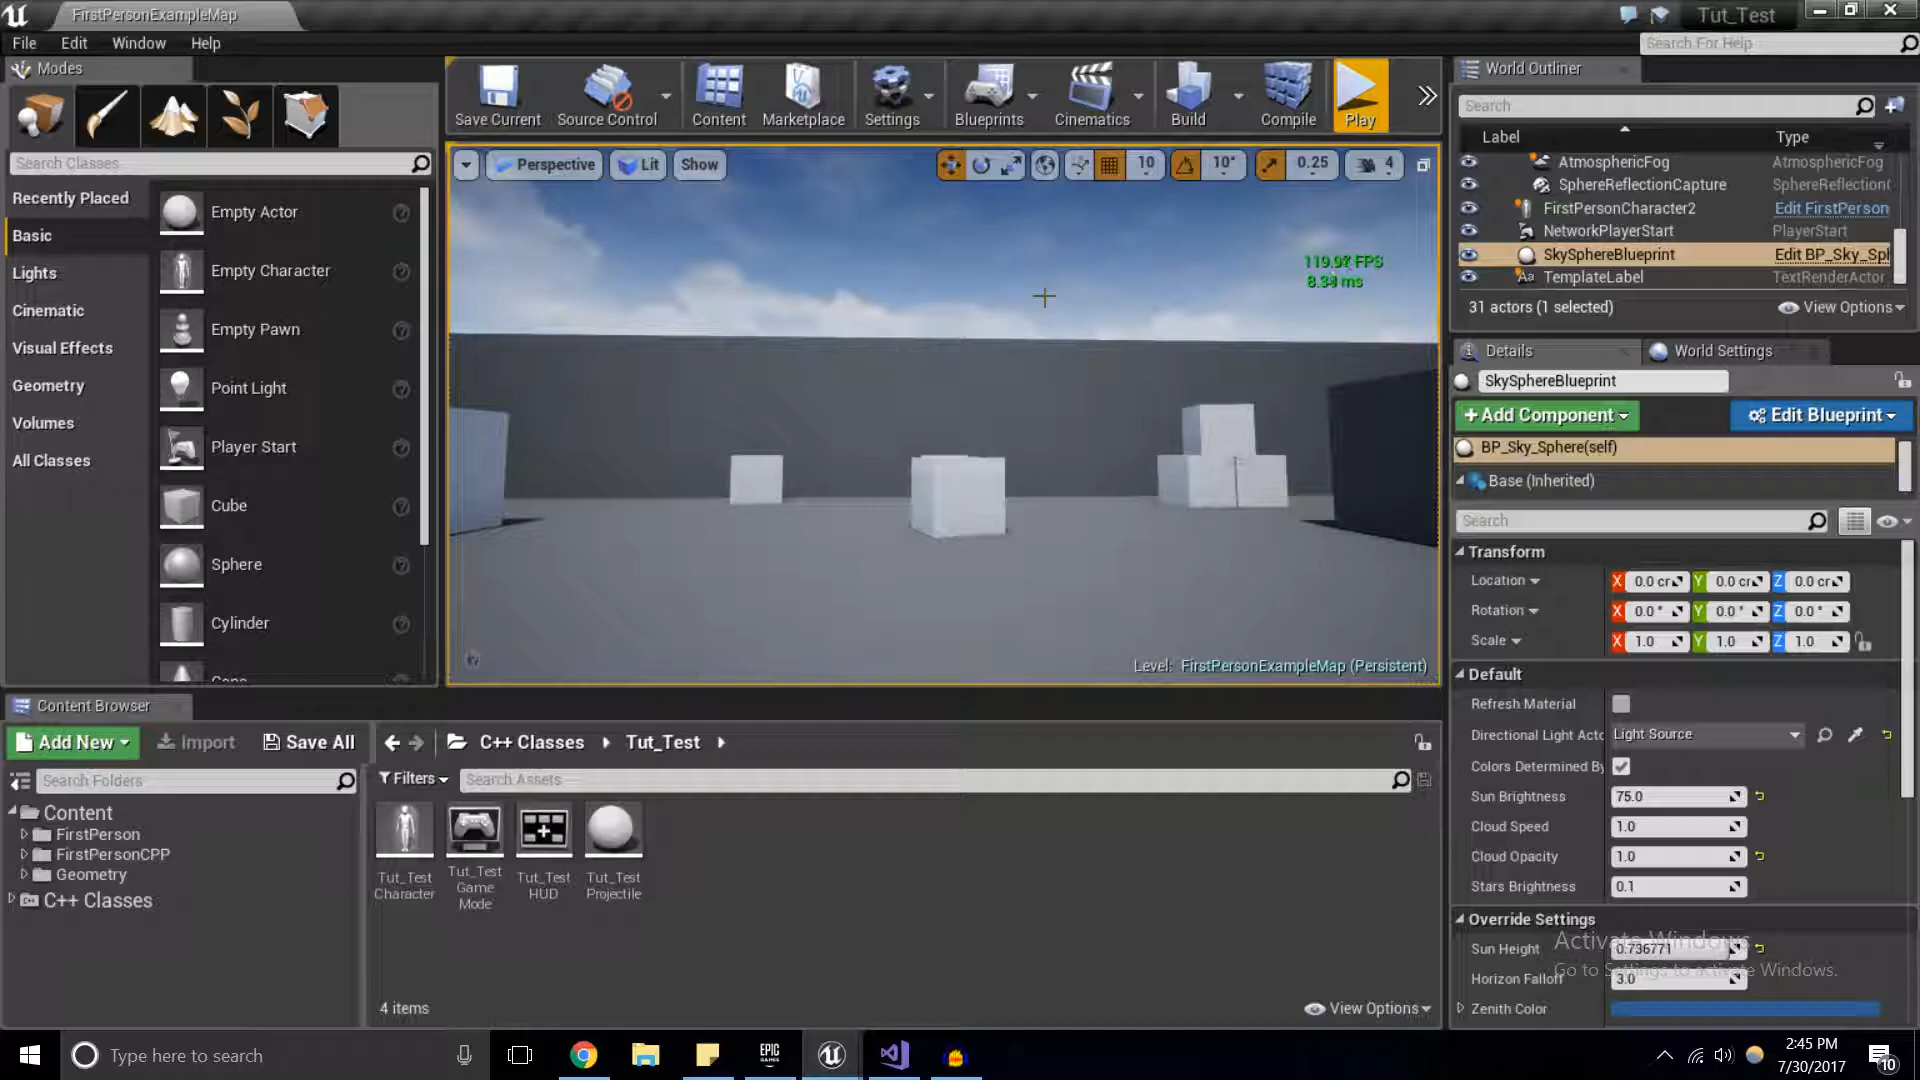 FirstPersonExampleMap
Tut_Test
File Edit Window Help
Search For Help
Modes
Search Classes
Recently Placed
Basic
Lights
Cinematic
Visual Effects
Geometry
Volumes
All Classes
Empty Actor
Empty Character
Empty Pawn
Point Light
Player Start
Cube
Sphere
Cylinder
Cone
Save Current Source Control Content Marketplace Settings Blueprints Cinematics Build Compile Play
Perspective Lit Show 10 10° 0.25 4
8.33 ms
Level: FirstPersonExampleMap (Persistent)
World Outliner
Search
Label Type
AtmosphericFog AtmosphericFog
SphereReflectionCapture SphereReflection
FirstPersonCharacter2 Edit FirstPerson
NetworkPlayerStart PlayerStart
SkySphereBlueprint Edit BP_Sky_Sp
TemplateLabel TextRenderActor
31 actors (1 selected) View Options
Details World Settings
SkySphereBlueprint
+Add Component Edit Blueprint
BP_Sky_Sphere(self)
Base (Inherited)
Search
Transform
Location X 0.0 cm Y 0.0 cm Z 0.0 cm
Rotation X 0.0 ° Y 0.0 ° Z 0.0 °
Scale X 1.0 Y 1.0 Z 1.0
Default
Refresh Material
Directional Light Acto Light Source
Colors Determined By
Sun Brightness 75.0
Cloud Speed 1.0
Cloud Opacity 1.0
Stars Brightness 0.1
Override Settings
Sun Height 0.736771
Horizon Falloff 3.0
Zenith Color
Activate Windows
Go to Settings to activate Windows.
Content Browser
Add New Import Save All C++ Classes Tut_Test
Search Folders
Filters Search Assets
Content
FirstPerson
FirstPersonCPP
Geometry
C++ Classes
Tut_Test
Character
Tut_Test
Game
Mode
Tut_Test
HUD
Tut_Test
Projectile
4 items View Options
Type here to search
EPIC
GAMES
2:45 PM
7/30/2017
10